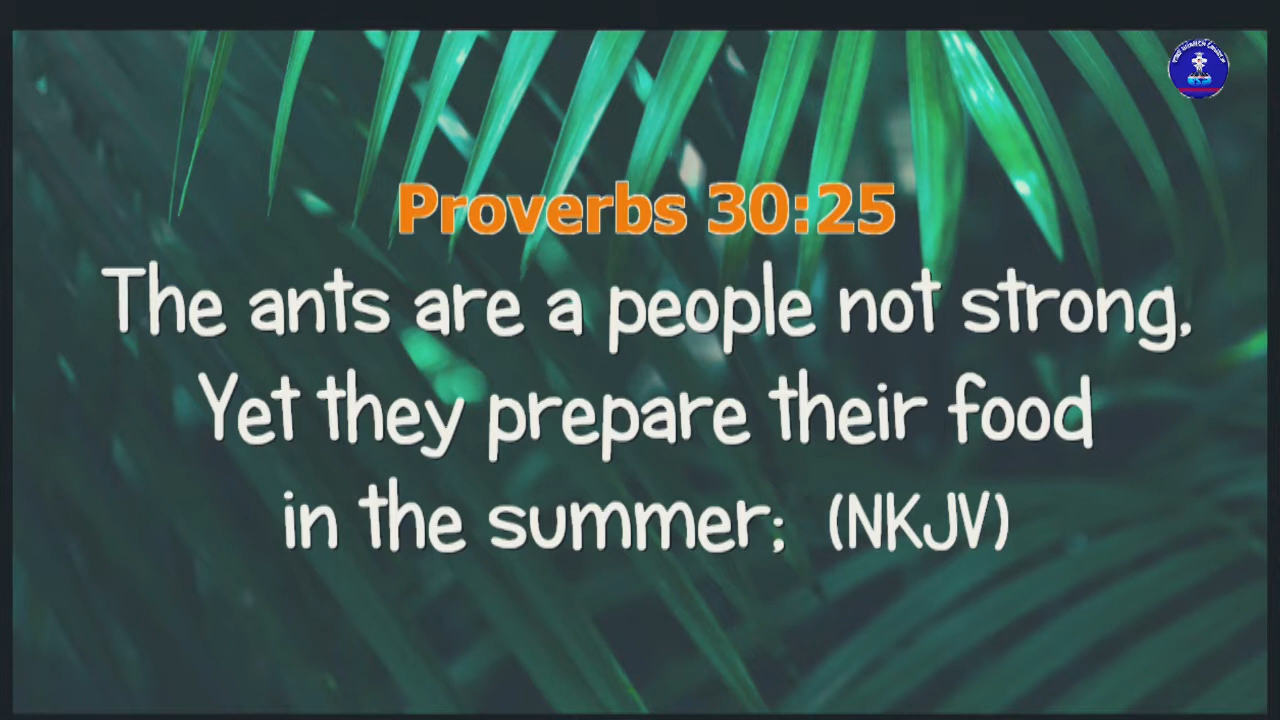 Proverbs 30:25
The ants are a people not strong,
Yet they prepare their food
in the summer; (NKJV)